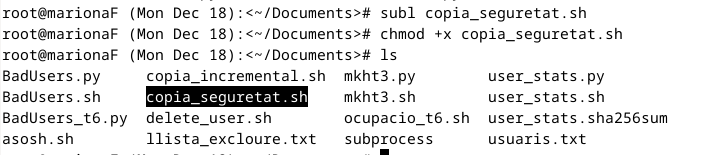 root@marionaF (Mon Dec 18):<~/Documents># subl copia_seguretat.sh
root@marionaF (Mon Dec 18):<~/Documents># chmod +x copia_seguretat.sh
root@marionaF (Mon Dec 18):<~/Documents># ls
BadUsers.py copia_incremental.sh mkht3.py user_stats.py
BadUsers.sh copia_seguretat.sh mkht3.sh user_stats.sh
BadUsers_t6.py delete_user.sh ocupacio_t6.sh user_stats.sha256sum
asosh.sh llista_excloure.txt subprocess usuaris.txt
root@marionaF (Mon Dec 18):<~/Documents>#